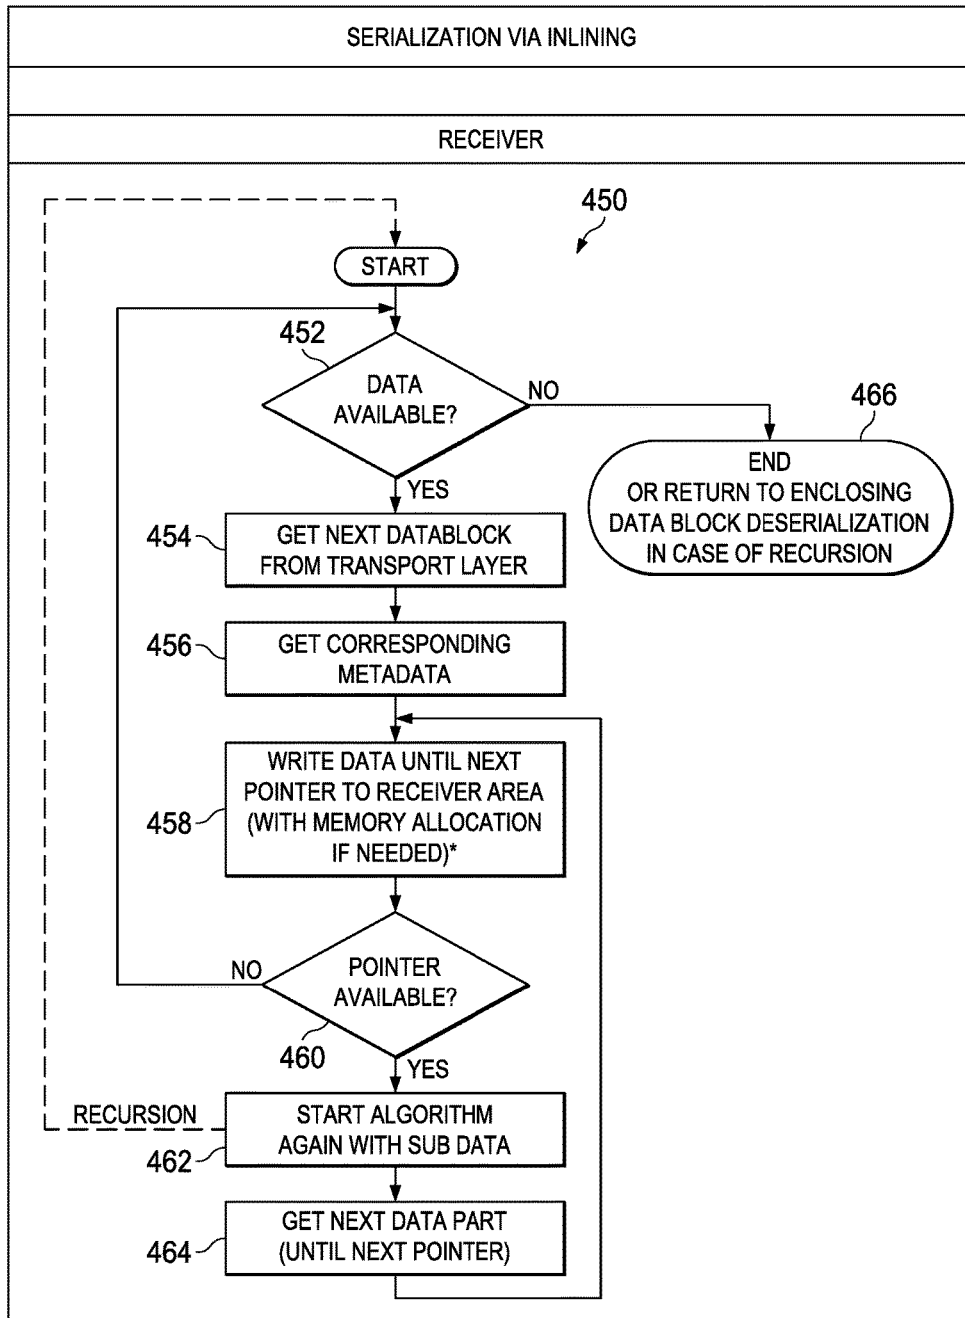 SERIALIZATION VIA INLINING
RECEIVER
450
START
452
DATA
AVAILABLE?
NO
466
END
OR RETURN TO ENCLOSING
DATA BLOCK DESERIALIZATION
IN CASE OF RECURSION
YES
454
GET NEXT DATABLOCK
FROM TRANSPORT LAYER
456
GET CORRESPONDING
METADATA
458
WRITE DATA UNTIL NEXT
POINTER TO RECEIVER AREA
(WITH MEMORY ALLOCATION
IF NEEDED)*
NO
POINTER
AVAILABLE?
460
YES
RECURSION
START ALGORITHM
AGAIN WITH SUB DATA
462
GET NEXT DATA PART
(UNTIL NEXT POINTER)
464